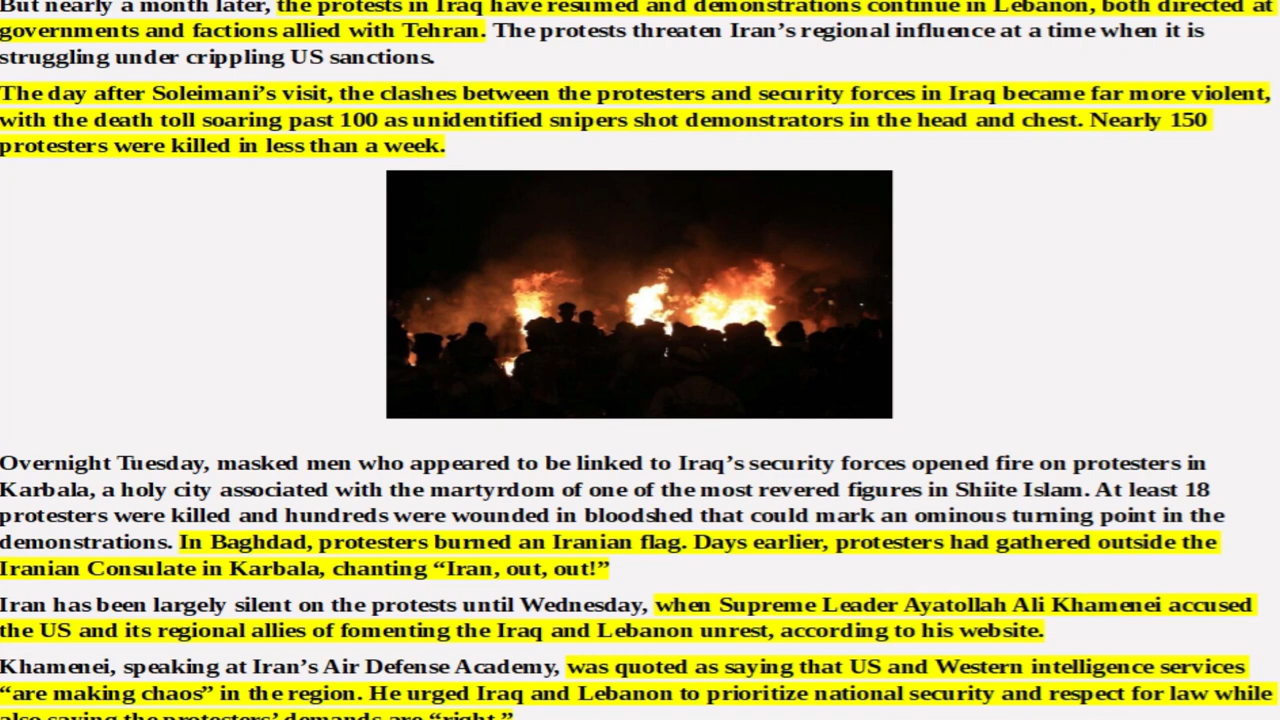 But nearly a month later, the protests in Iraq have resumed and demonstrations continue in Lebanon, both directed at
governments and factions allied with Tehran. The protests threaten Iran’s regional influence at a time when it is
struggling under crippling US sanctions.
The day after Soleimani’s visit, the clashes between the protesters and security forces in Iraq became far more violent,
with the death toll soaring past 100 as unidentified snipers shot demonstrators in the head and chest. Nearly 150
protesters were killed in less than a week.
Overnight Tuesday, masked men who appeared to be linked to Iraq’s security forces opened fire on protesters in
Karbala, a holy city associated with the martyrdom of one of the most revered figures in Shiite Islam. At least 18
protesters were killed and hundreds were wounded in bloodshed that could mark an ominous turning point in the
demonstrations. In Baghdad, protesters burned an Iranian flag. Days earlier, protesters had gathered outside the
Iranian Consulate in Karbala, chanting “Iran, out, out!”
Iran has been largely silent on the protests until Wednesday, when Supreme Leader Ayatollah Ali Khamenei accused
the US and its regional allies of fomenting the Iraq and Lebanon unrest, according to his website.
Khamenei, speaking at Iran’s Air Defense Academy, was quoted as saying that US and Western intelligence services
“are making chaos” in the region. He urged Iraq and Lebanon to prioritize national security and respect for law while
also saying the protesters’ demands are “right.”